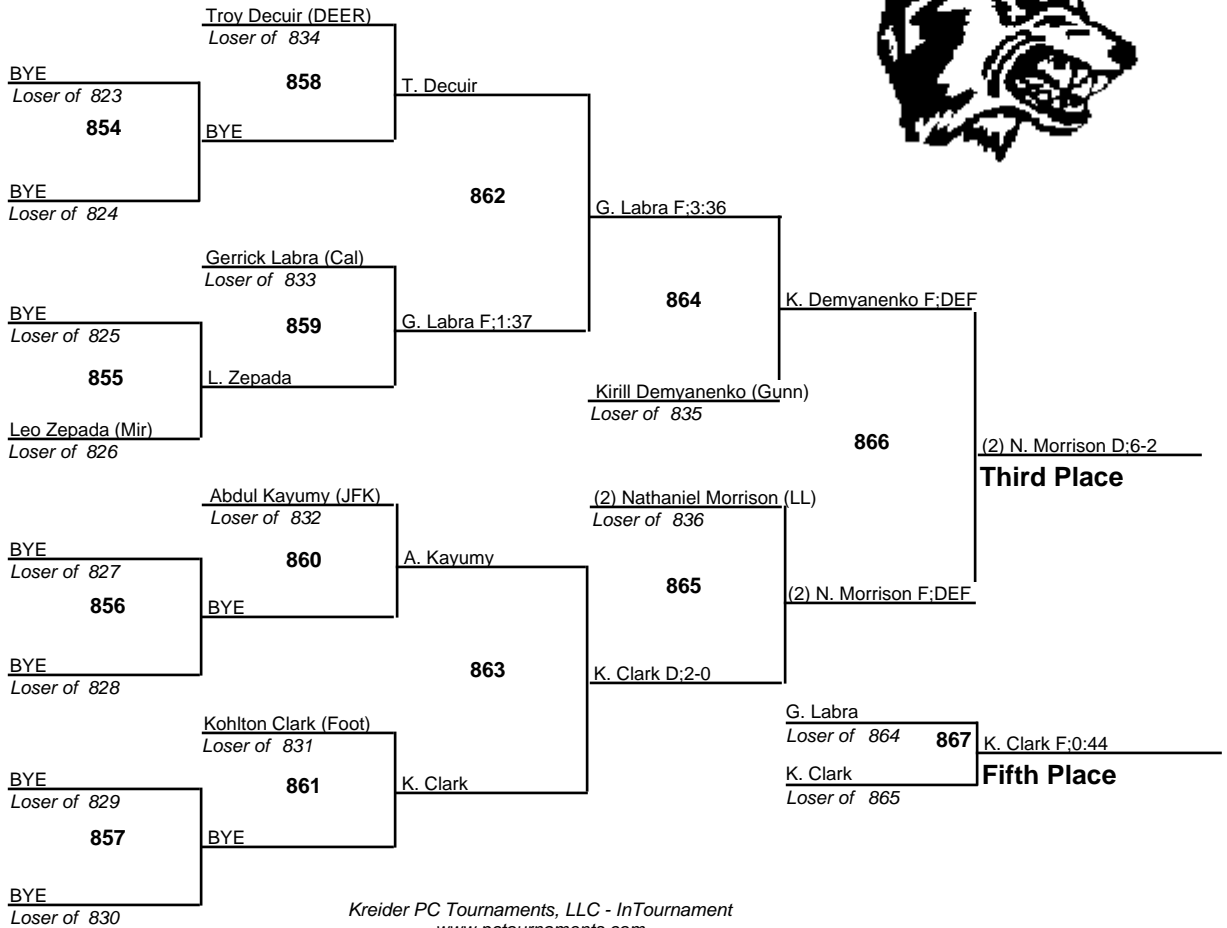 Troy Decuir (DEER)
Loser of 834
BYE
Loser of 823
858
T. Decuir
854
BYE
BYE
Loser of 824
862
G. Labra F;3:36
Gerrick Labra (Cal)
Loser of 833
864
K. Demyanenko F;DEF
BYE
Loser of 825
859
G. Labra F;1:37
855
L. Zepada
Kirill Demyanenko (Gunn)
Loser of 835
Leo Zepada (Mir)
Loser of 826
866
(2) N. Morrison D;6-2
Third Place
Abdul Kayumy (JFK)
Loser of 832
(2) Nathaniel Morrison (LL)
Loser of 836
BYE
Loser of 827
860
A. Kayumy
865
856
BYE
(2) N. Morrison F;DEF
BYE
Loser of 828
863
K. Clark D;2-0
Kohlton Clark (Foot)
Loser of 831
G. Labra
Loser of 864
867
K. Clark F;0:44
Fifth Place
BYE
Loser of 829
861
K. Clark
K. Clark
Loser of 865
857
BYE
BYE
Loser of 830
Kreider PC Tournaments, LLC - InTournament
www.pctournaments.com